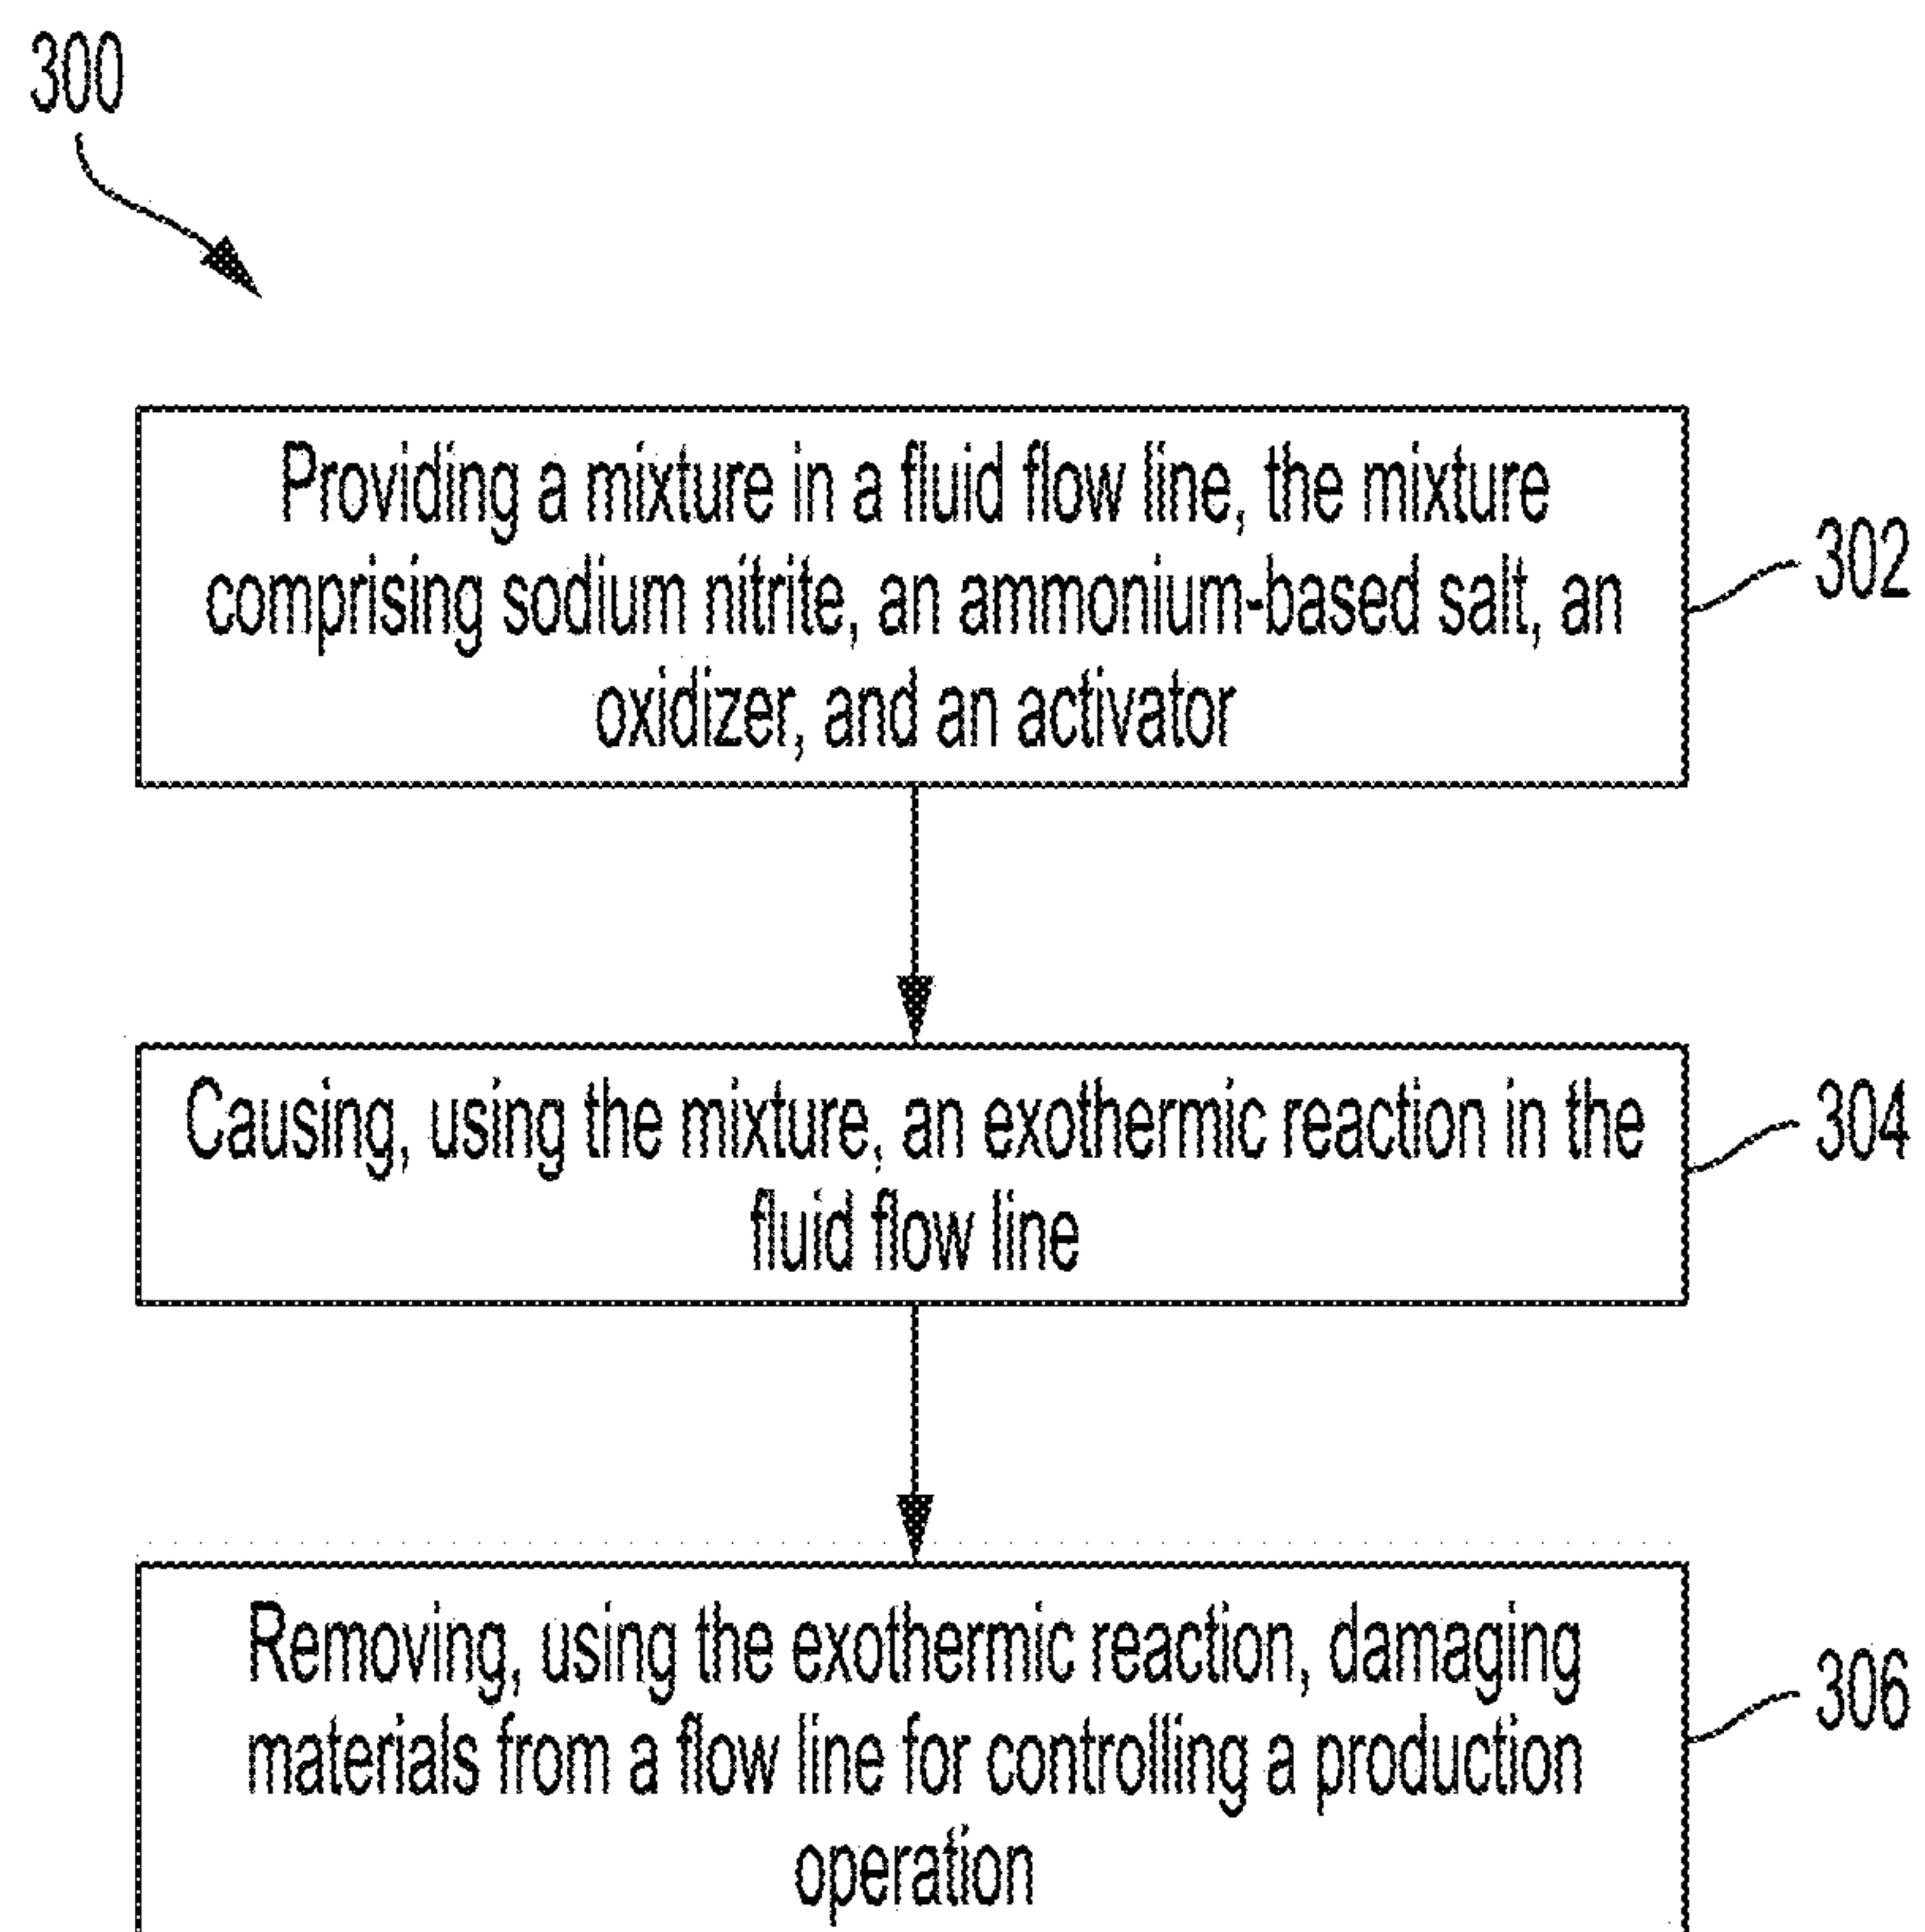 300
Providing a mixture in a fluid flow line, the mixture
comprising sodium nitrite, an ammonium-based salt, an
oxidizer, and an activator
302
Causing, using the mixture, an exothermic reaction in the
fluid flow line
304
Removing, using the exothermic reaction, damaging
materials from a flow line for controlling a production
operation
306